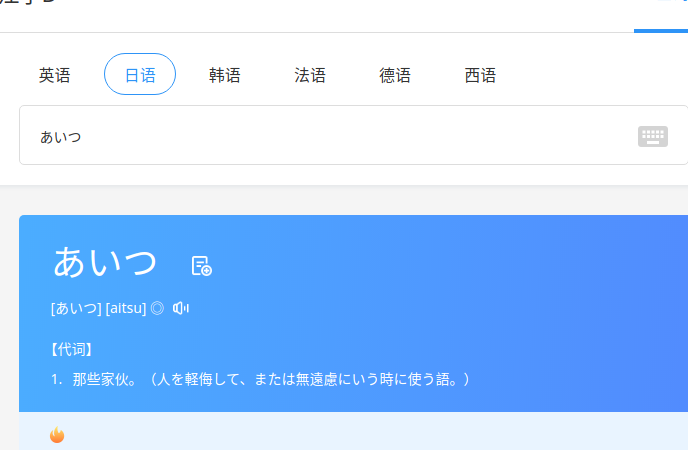 英语 日语 韩语 法语 德语 西语
あいつ
あいつ
[あいつ] [aitsu] ◎
【代词】
1. 那些家伙。（人を軽侮して、または無遠慮にいう時に使う語。）